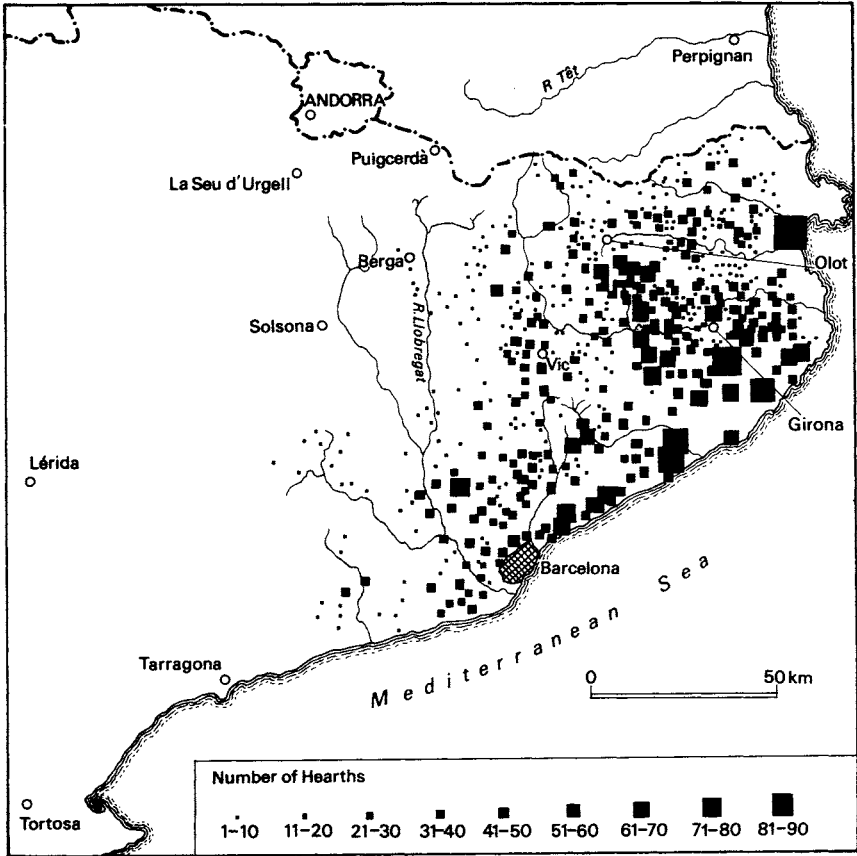 Perpignan
R Têt
ANDORRA
Puigcerdà
La Seu d'Urgell
Berga
Olot
R. Llobregat
Solsona
Vic
Girona
Lérida
Barcelona
Mediterranean Sea
Tarragona
0 50 km
Number of Hearths
Tortosa
1–10 11–20 21–30 31–40 41–50 51–60 61–70 71–80 81–90